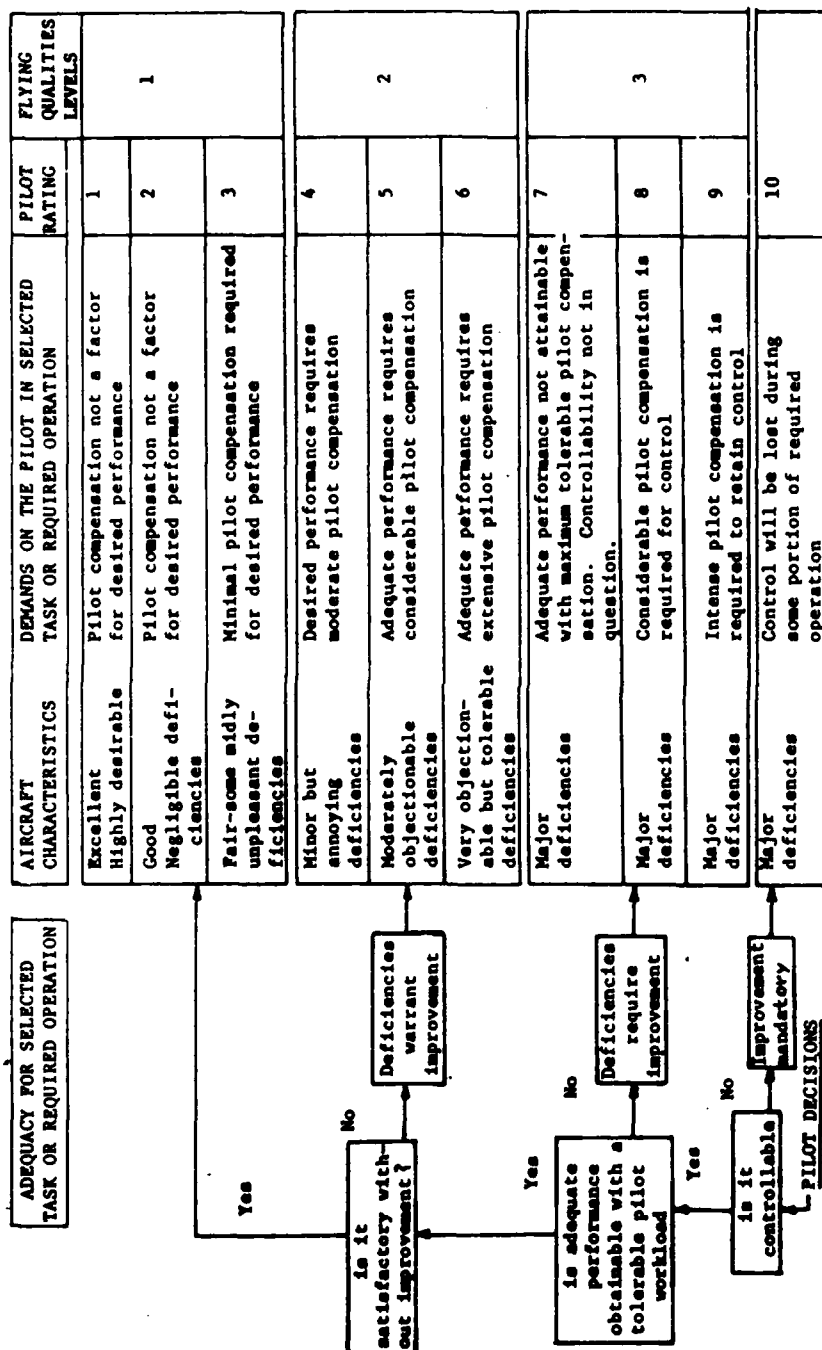 ADEQUACY FOR SELECTED
TASK OR REQUIRED OPERATION
AIRCRAFT
CHARACTERISTICS
DEMANDS ON THE PILOT IN SELECTED
TASK OR REQUIRED OPERATION
PILOT
RATING
FLYING
QUALITIES
LEVELS
Excellent
Highly desirable
Pilot compensation not a factor
for desired performance
1
1
Good
Negligible defi-
ciencies
Pilot compensation not a factor
for desired performance
2
Fair-some midly
unpleasant de-
ficiencies
Minimal pilot compensation required
for desired performance
3
Yes
is it
satisfactory with-
out improvement?
No
Deficiencies
warrant
improvement
Minor but
annoying
deficiencies
Desired performance requires
moderate pilot compensation
4
2
Moderately
objectionable
deficiencies
Adequate performance requires
considerable pilot compensation
5
Very objection-
able but tolerable
deficiencies
Adequate performance requires
extensive pilot compensation
6
Yes
is adequate
performance
obtainable with a
tolerable pilot
workload
No
Deficiencies
require
improvement
Major
deficiencies
Adequate performance not attainable
with maximum tolerable pilot compen-
sation. Controllability not in
question.
7
3
Major
deficiencies
Considerable pilot compensation is
required for control
8
Major
deficiencies
Intense pilot compensation is
required to retain control
9
Yes
is it
controllable
No
Improvement
mandatory
Major
deficiencies
Control will be lost during
some portion of required
operation
10
PILOT DECISIONS